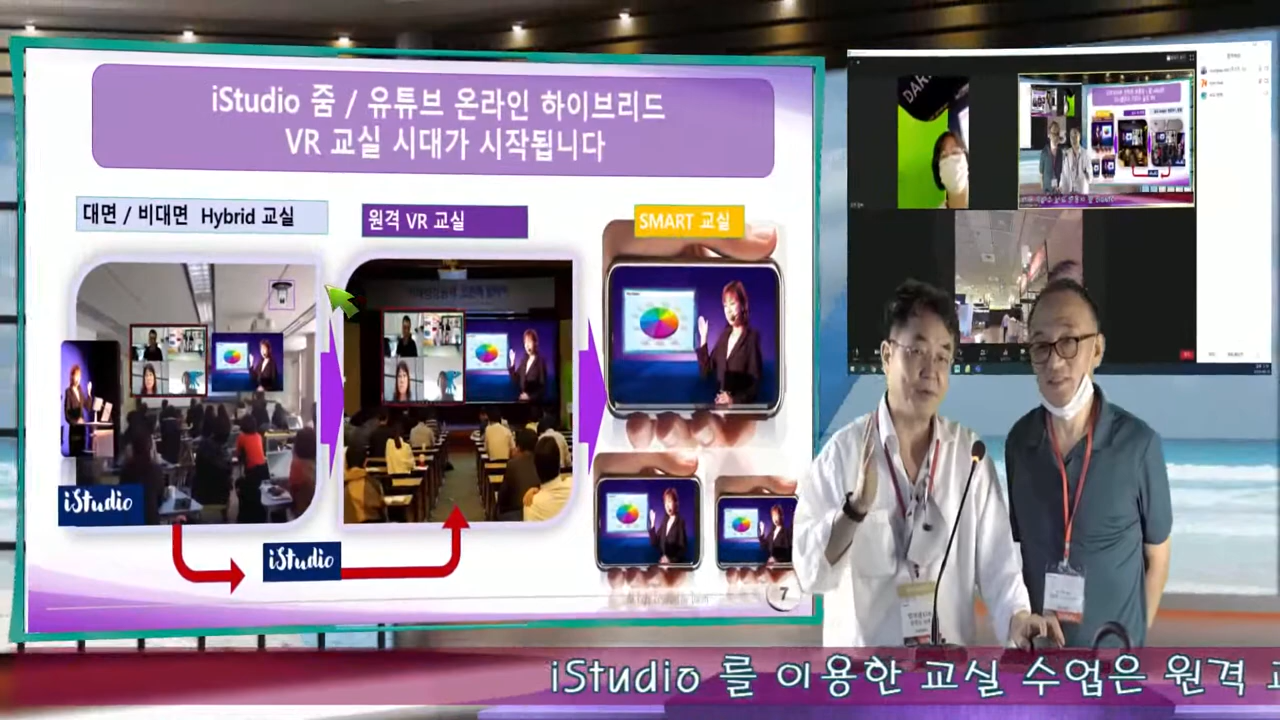 iStudio 줌 / 유튜브 온라인 하이브리드
VR 교실 시대가 시작됩니다
대면 / 비대면 Hybrid 교실
원격 VR 교실
SMART 교실
iStudio
iStudio
7
DAR
iStudio 를 이용한 교실 수업은 원격